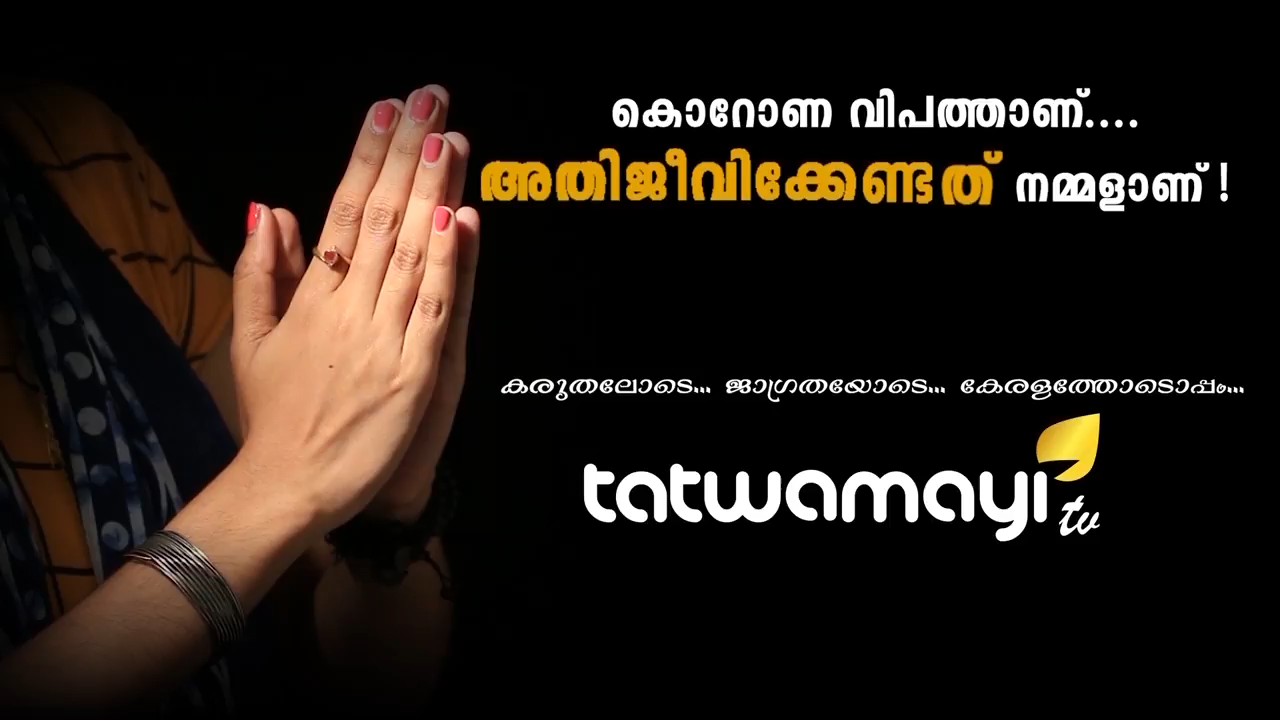 കൊറോണ വിപത്താണ്....
അതിജീവിക്കേണ്ടത് നമ്മളാണ് !
കരുതലോടെ... ജാഗ്രതയോടെ... കേരളത്തോടൊപ്പം...
tatwamayi
tv